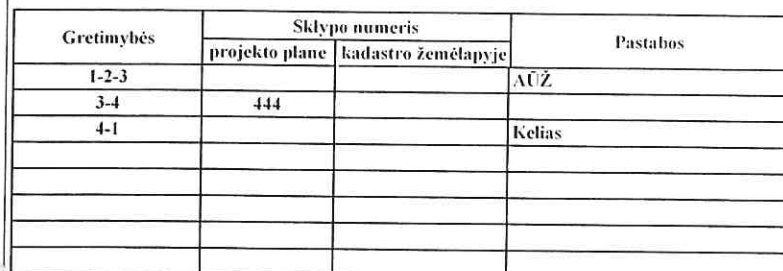 Gretimybės Sklypo numeris Pastabos
projekto plane kadastro žemėlapyje
1-2-3 AŪŽ
3-4 444
4-1 Kelias